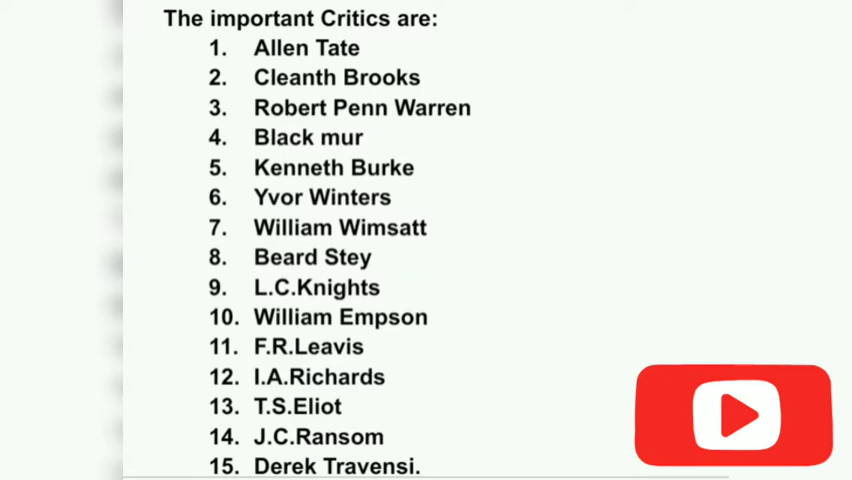 The important Critics are:
1. Allen Tate
2. Cleanth Brooks
3. Robert Penn Warren
4. Black mur
5. Kenneth Burke
6. Yvor Winters
7. William Wimsatt
8. Beard Stey
9. L.C.Knights
10. William Empson
11. F.R.Leavis
12. I.A.Richards
13. T.S.Eliot
14. J.C.Ransom
15. Derek Travensi.